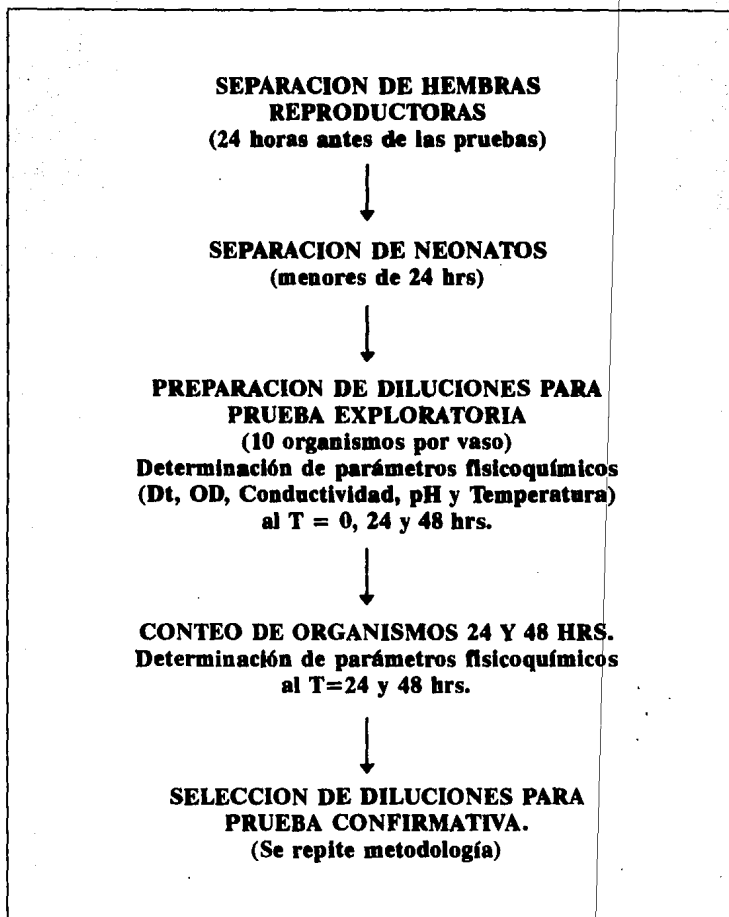 SEPARACION DE HEMBRAS
REPRODUCTORAS
(24 horas antes de las pruebas)
SEPARACION DE NEONATOS
(menores de 24 hrs)
PREPARACION DE DILUCIONES PARA
PRUEBA EXPLORATORIA
(10 organismos por vaso)
Determinación de parámetros fisicoquímicos
(Dt, OD, Conductividad, pH y Temperatura)
al T = 0, 24 y 48 hrs.
CONTEO DE ORGANISMOS 24 Y 48 HRS.
Determinación de parámetros fisicoquímicos
al T=24 y 48 hrs.
SELECCION DE DILUCIONES PARA
PRUEBA CONFIRMATIVA.
(Se repite metodología)